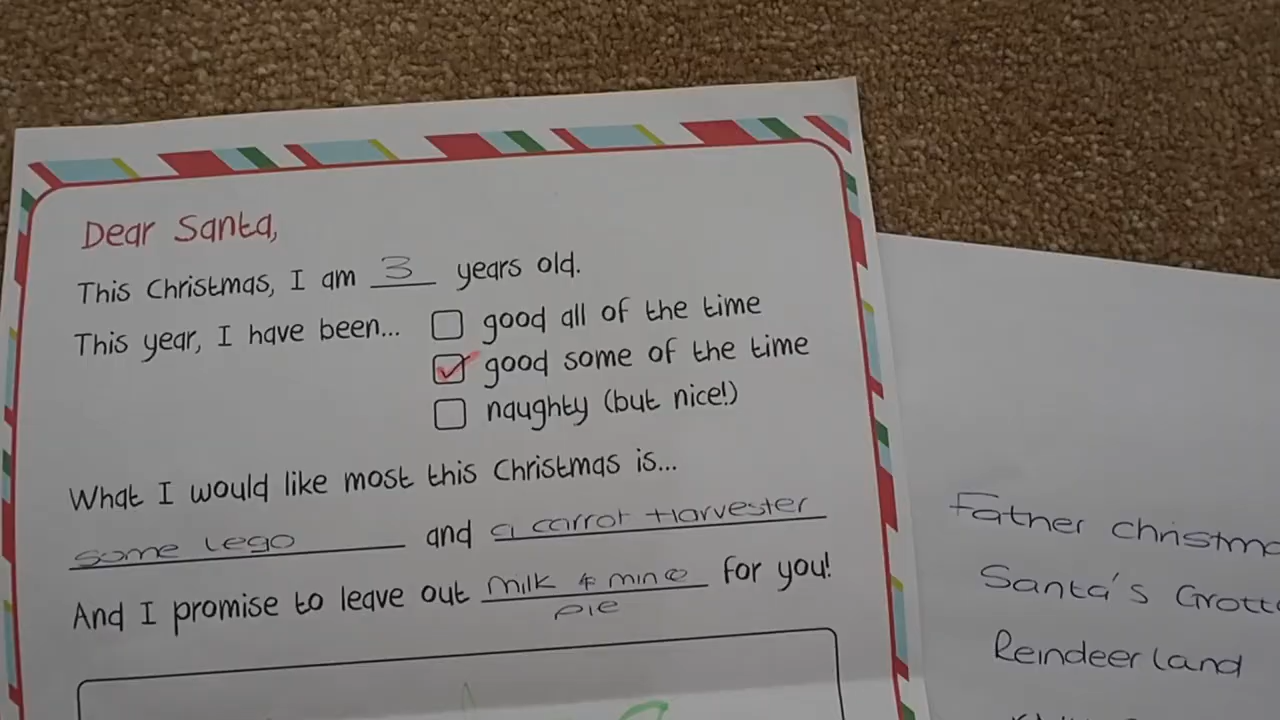 Dear Santa,
This Christmas, I am 3 years old.
This year, I have been... good all of the time
good some of the time
naughty (but nice!)
What I would like most this Christmas is...
some lego and a carrot Harvester
And I promise to leave out milk & mince for you!
pie
Father christma
Santa's Grotto
Reindeer land